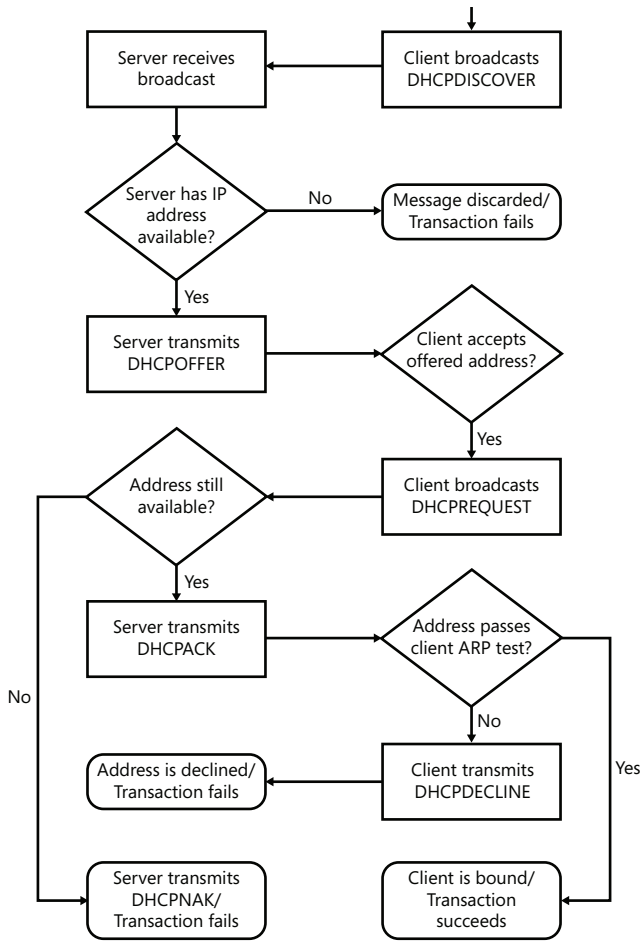 Server receives
broadcast
Client broadcasts
DHCPDISCOVER
Server has IP
address
available?
No
Message discarded/
Transaction fails
Yes
Server transmits
DHCPOFFER
Client accepts
offered address?
Yes
Address still
available?
Client broadcasts
DHCPREQUEST
Yes
Server transmits
DHCPACK
Address passes
client ARP test?
No
No
Yes
Address is declined/
Transaction fails
Client transmits
DHCPDECLINE
Server transmits
DHCPNAK/
Transaction fails
Client is bound/
Transaction
succeeds